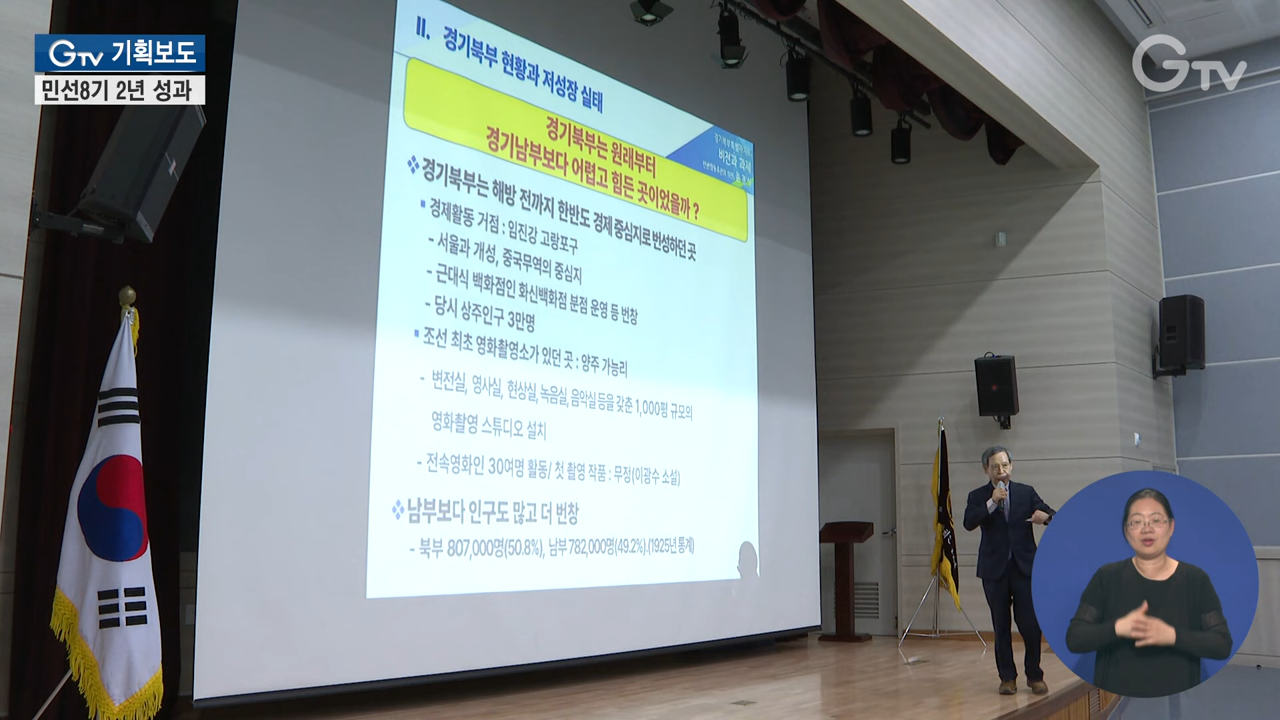 GTV 기획보도
민선8기 2년 성과
GTV
II. 경기북부 현황과 저성장 실태
비전과 과제
경기북부는 원래부터
경기남부보다 어렵고 힘든 곳이었을까 ?
❖경기북부는 해방 전까지 한반도 경제 중심지로 번성하던 곳
▪ 경제활동 거점 : 임진강 고랑포구
- 서울과 개성, 중국무역의 중심지
- 근대식 백화점인 화신백화점 분점 운영 등 번창
- 당시 상주인구 3만명
▪ 조선 최초 영화촬영소가 있던 곳 : 양주 가능리
- 변전실, 영사실, 현상실, 녹음실, 음악실 등을 갖춘 1,000평 규모의
영화촬영 스튜디오 설치
- 전속영화인 30여명 활동/ 첫 촬영 작품 : 무정(이광수 소설)
❖남부보다 인구도 많고 더 번창
- 북부 807,000명(50.8%), 남부 782,000명(49.2%).(1925년 통계)